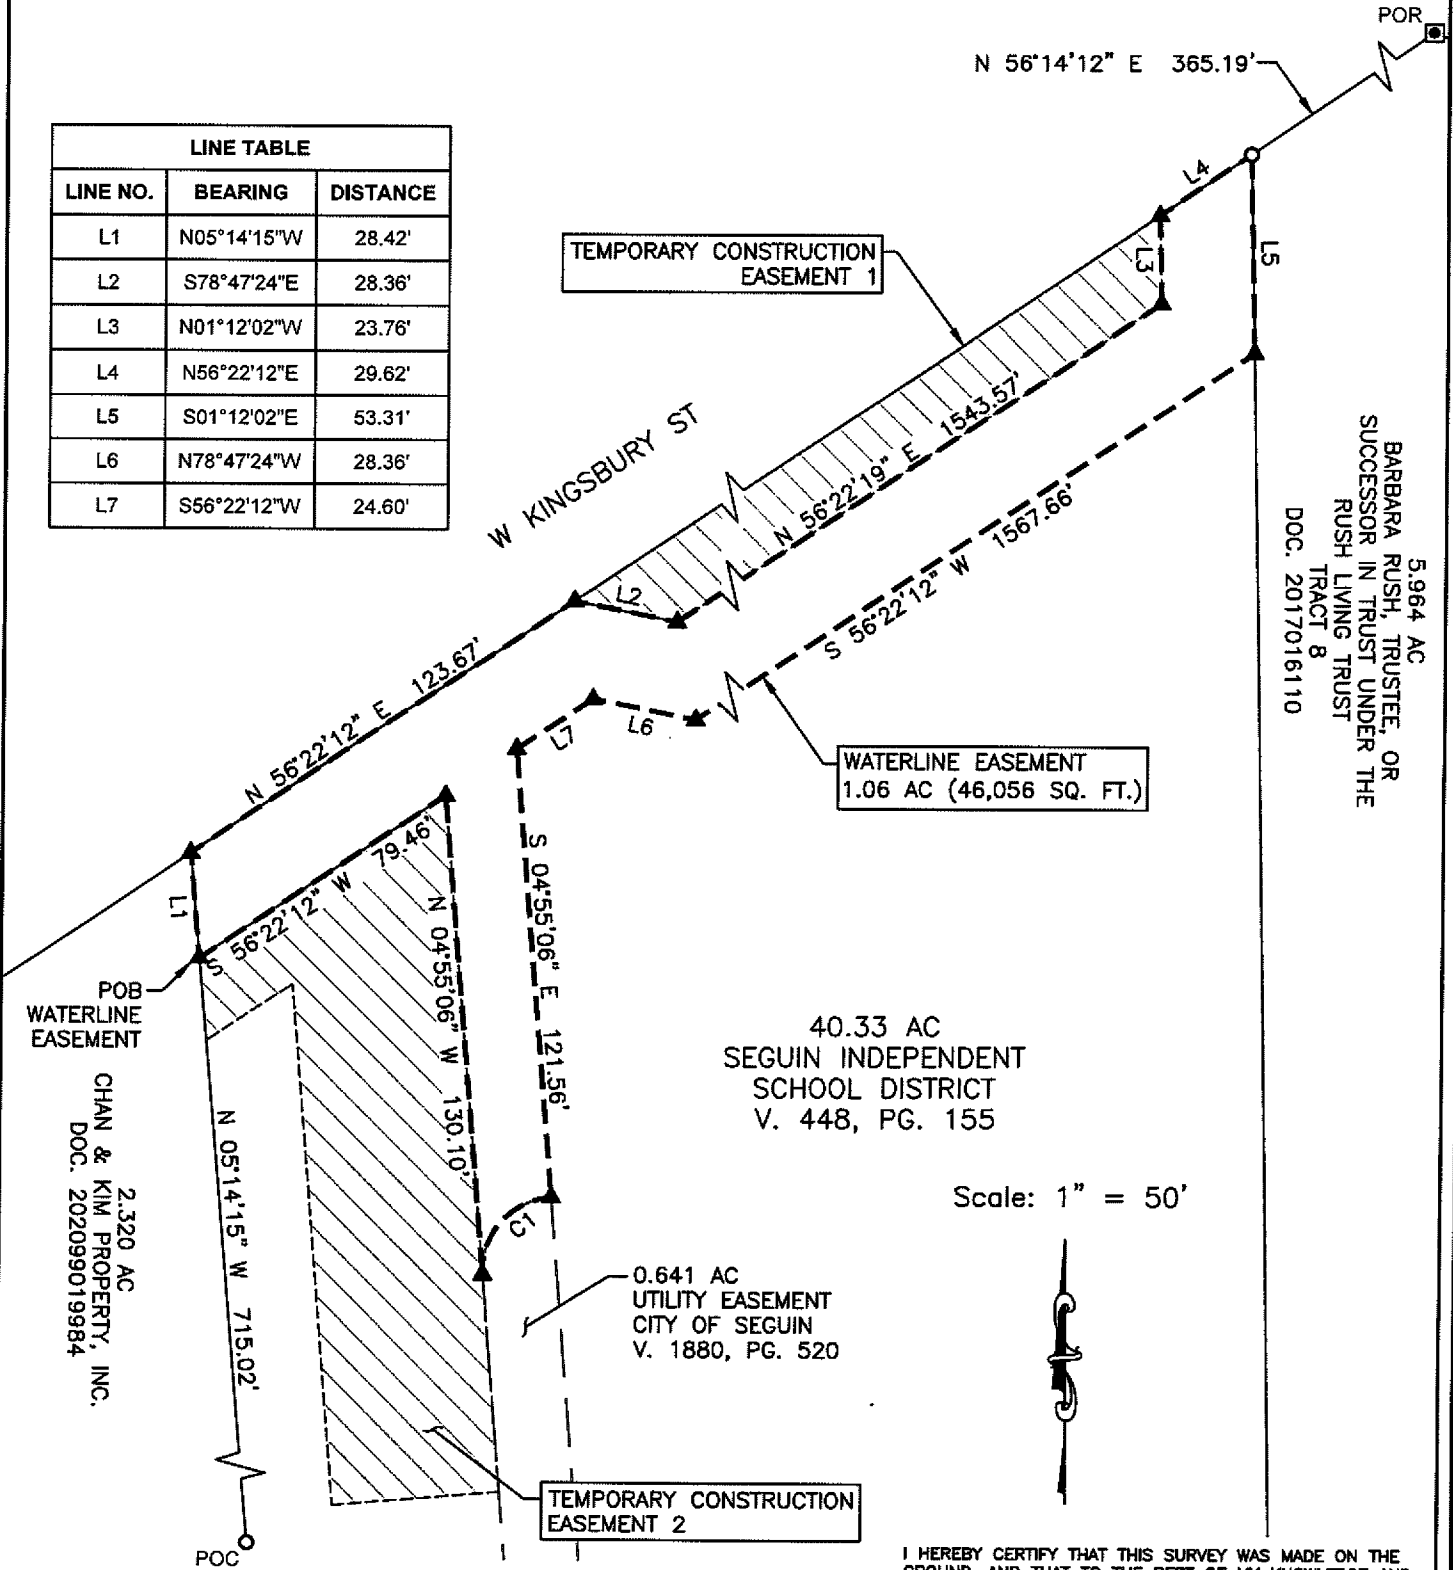 POR
N 56°14'12" E 365.19'
LINE TABLE
LINE NO. BEARING DISTANCE
L1 N05°14'15"W 28.42'
L2 S78°47'24"E 28.36'
L3 N01°12'02"W 23.76'
L4 N56°22'12"E 29.62'
L5 S01°12'02"E 53.31'
L6 N78°47'24"W 28.36'
L7 S56°22'12"W 24.60'
L4
L3
L5
TEMPORARY CONSTRUCTION
EASEMENT 1
W KINGSBURY ST
N 56°22'19" E 1543.57'
S 56°22'12" W 1567.66'
L2
N 56°22'12" E 123.67'
L7
L6
WATERLINE EASEMENT
1.06 AC (46,056 SQ. FT.)
5.964 AC
BARBARA RUSH, TRUSTEE, OR
SUCCESSOR IN TRUST UNDER THE
RUSH LIVING TRUST
TRACT 8
DOC. 2017016110
L1
S 56°22'12" W 79.46'
N 04°55'06" W 130.10'
S 04°55'06" E 121.56'
POB
WATERLINE
EASEMENT
40.33 AC
SEGUIN INDEPENDENT
SCHOOL DISTRICT
V. 448, PG. 155
2.320 AC
CHAN & KIM PROPERTY, INC.
DOC. 202099019984
N 05°14'15" W 715.02'
C1
Scale: 1" = 50'
0.641 AC
UTILITY EASEMENT
CITY OF SEGUIN
V. 1880, PG. 520
TEMPORARY CONSTRUCTION
EASEMENT 2
POC
I HEREBY CERTIFY THAT THIS SURVEY WAS MADE ON THE